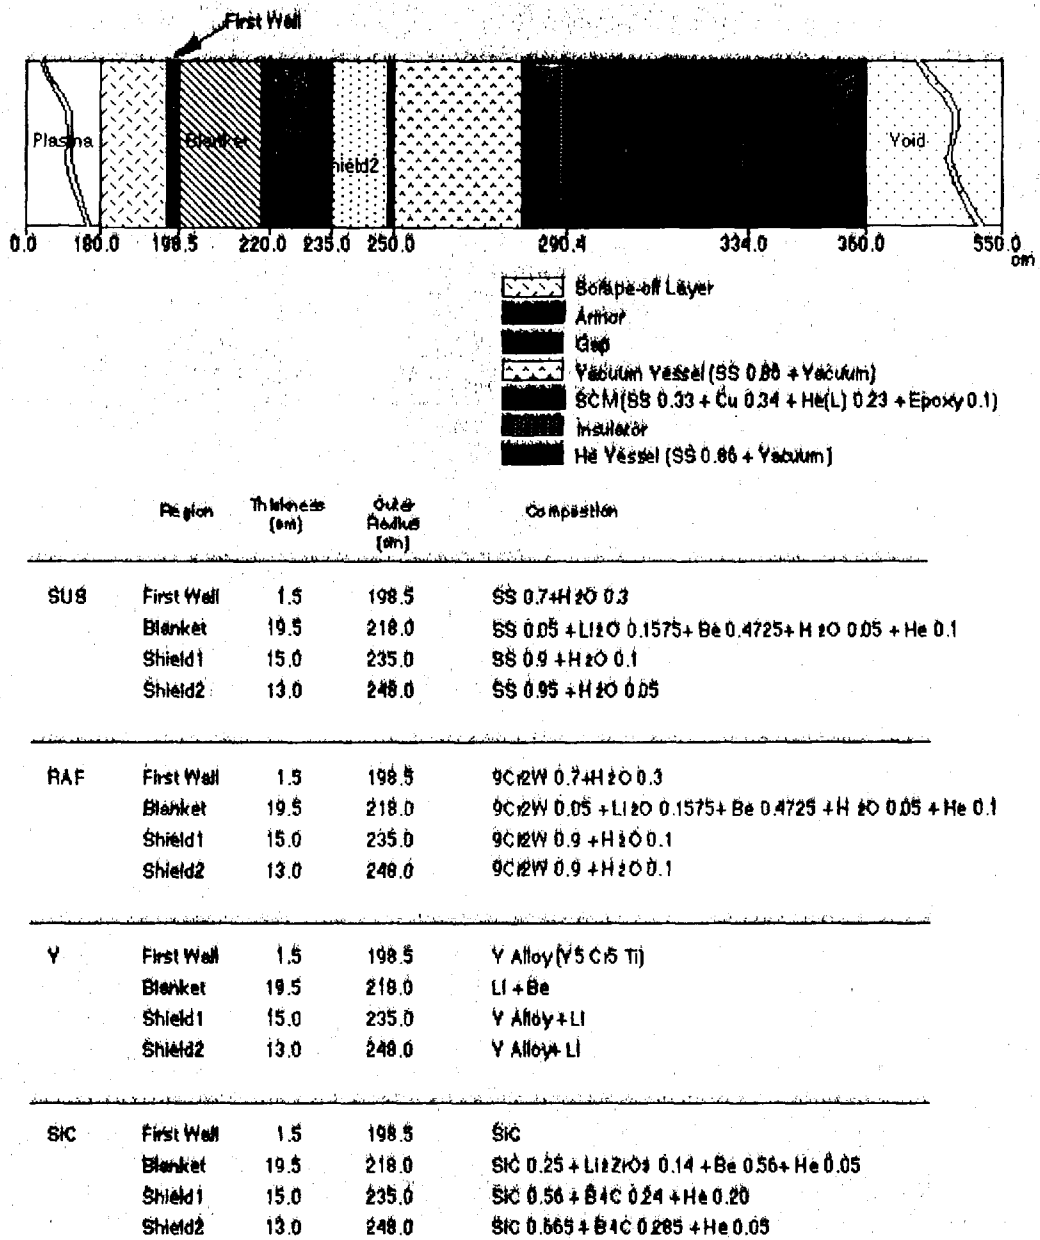 First Wall
Plasma
Blanket
Shield2
Void
0.0 180.0 198.5 220.0 235.0 250.0 290.4 334.0 360.0 550.0
cm
Scrape-off Layer
Armor
Gap
Vacuum Vessel (SS 0.86 + Vacuum)
SCM(SS 0.33 + Cu 0.34 + He(L) 0.23 + Epoxy 0.1)
Insulator
He Vessel (SS 0.86 + Vacuum)
Region Thickness (cm) Outer Radius (cm) Composition
SUS First Wall 1.5 198.5 SS 0.7+H2O 0.3
Blanket 19.5 218.0 SS 0.05 + Li2O 0.1575+ Be 0.4725+ H2O 0.05 + He 0.1
Shield1 15.0 235.0 SS 0.9 +H2O 0.1
Shield2 13.0 248.0 SS 0.95 +H2O 0.05
RAF First Wall 1.5 198.5 9Cr2W 0.7+H2O 0.3
Blanket 19.5 218.0 9Cr2W 0.05 + Li2O 0.1575+ Be 0.4725 + H2O 0.05 + He 0.1
Shield1 15.0 235.0 9Cr2W 0.9 +H2O 0.1
Shield2 13.0 248.0 9Cr2W 0.9 +H2O 0.1
V First Wall 1.5 198.5 V Alloy (V5 Cr5 Ti)
Blanket 19.5 218.0 Li +Be
Shield1 15.0 235.0 V Alloy + Li
Shield2 13.0 248.0 V Alloy+ Li
SiC First Wall 1.5 198.5 SiC
Blanket 19.5 218.0 SiC 0.25 + Li2ZrO3 0.14 +Be 0.56+ He 0.05
Shield1 15.0 235.0 SiC 0.56 + B4C 0.24 +He 0.20
Shield2 13.0 248.0 SiC 0.665 + B4C 0.285 +He 0.05